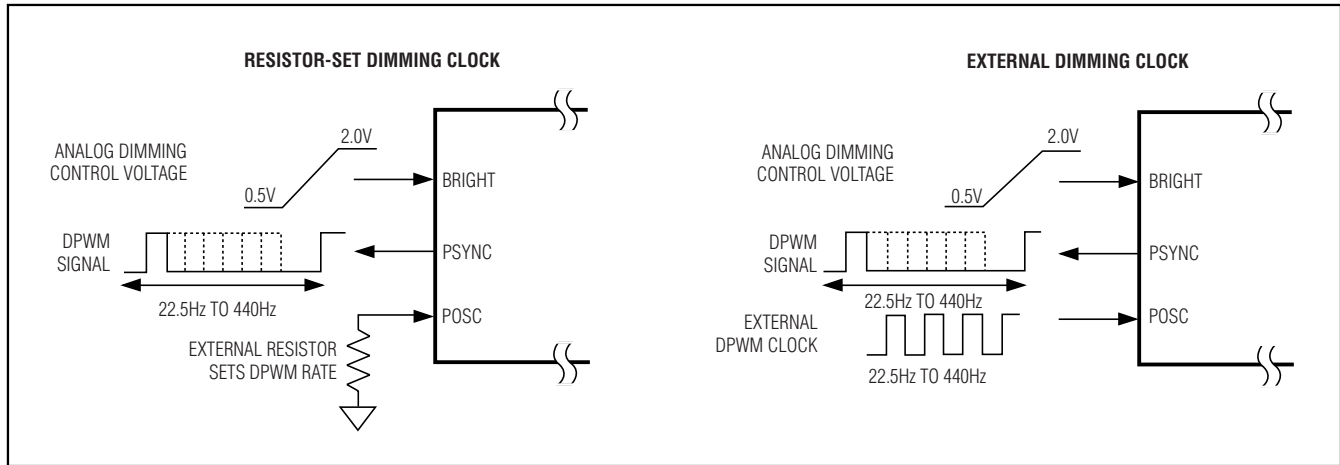 RESISTOR-SET DIMMING CLOCK
ANALOG DIMMING
CONTROL VOLTAGE
0.5V
2.0V
BRIGHT
DPWM
SIGNAL
PSYNC
22.5Hz TO 440Hz
POSC
EXTERNAL RESISTOR
SETS DPWM RATE
EXTERNAL DIMMING CLOCK
ANALOG DIMMING
CONTROL VOLTAGE
0.5V
2.0V
BRIGHT
DPWM
SIGNAL
PSYNC
22.5Hz TO 440Hz
POSC
EXTERNAL
DPWM CLOCK
22.5Hz TO 440Hz